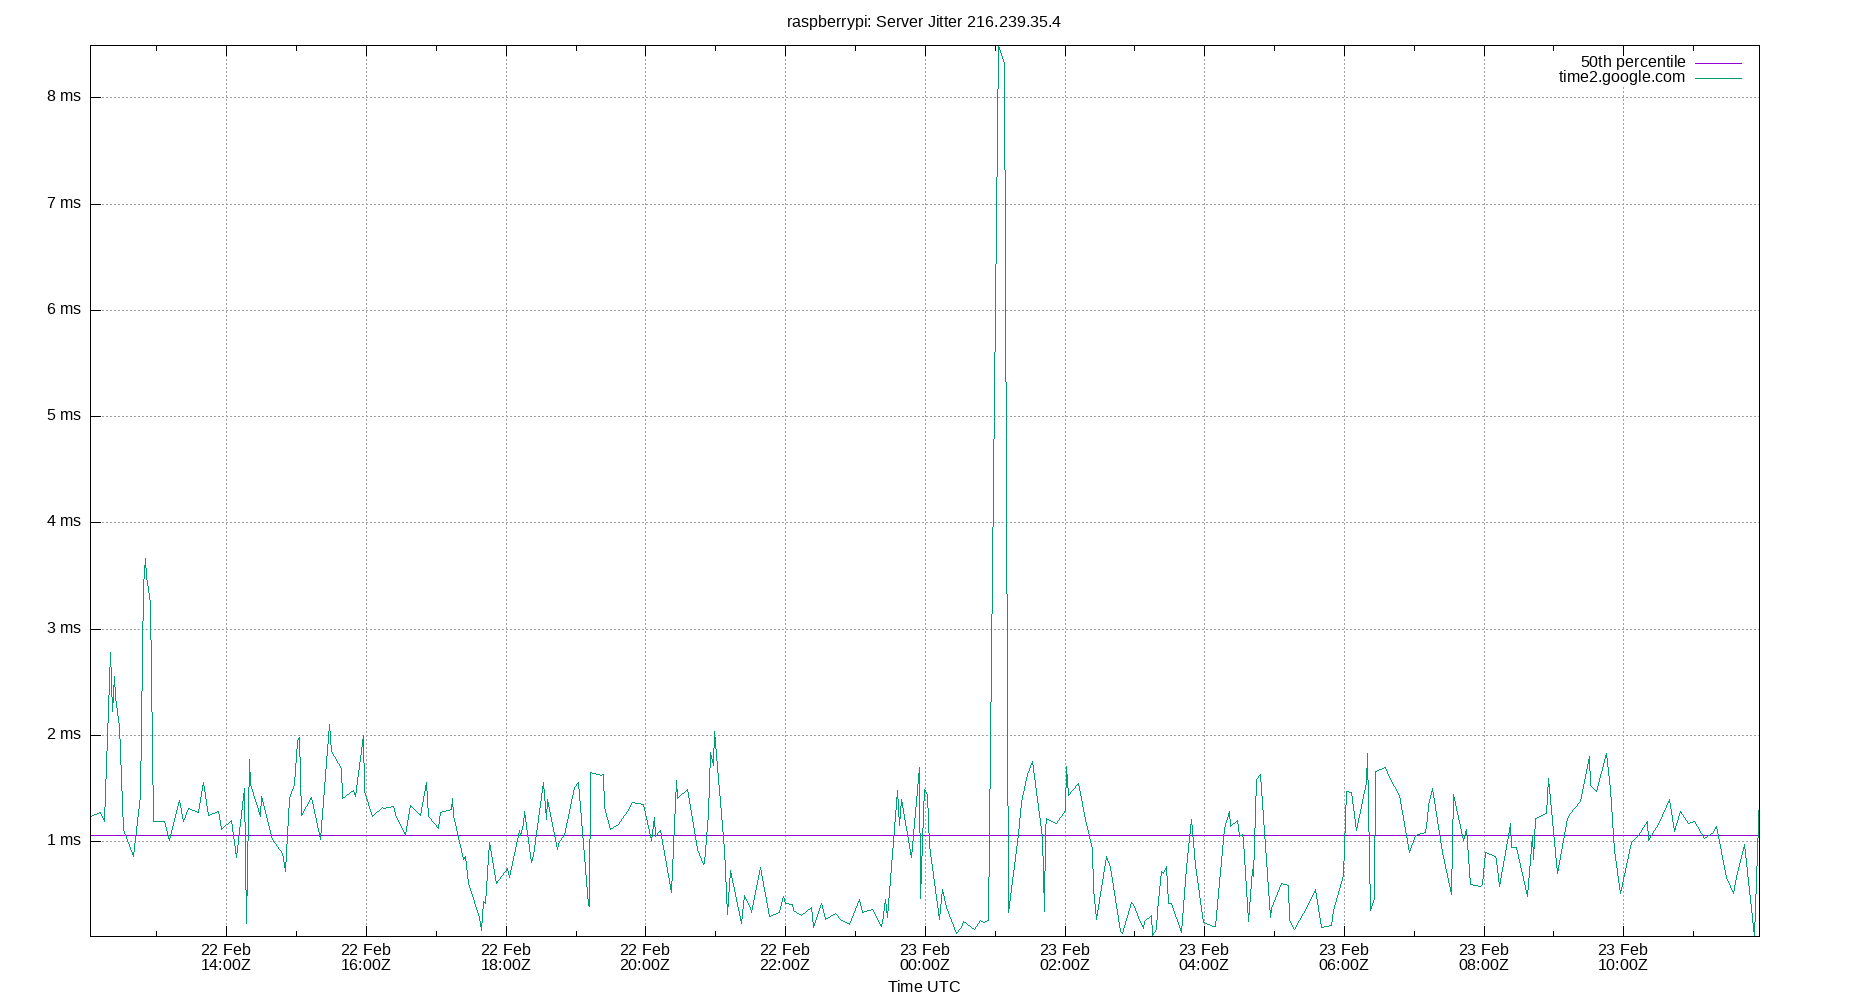 raspberrypi: Server Jitter 216.239.35.4
50th percentile
time2.google.com
8 ms
7 ms
6 ms
5 ms
4 ms
3 ms
2 ms
1 ms
22 Feb 22 Feb 22 Feb 22 Feb 22 Feb 23 Feb 23 Feb 23 Feb 23 Feb 23 Feb 23 Feb
14:00Z 16:00Z 18:00Z 20:00Z 22:00Z 00:00Z 02:00Z 04:00Z 06:00Z 08:00Z 10:00Z
Time UTC